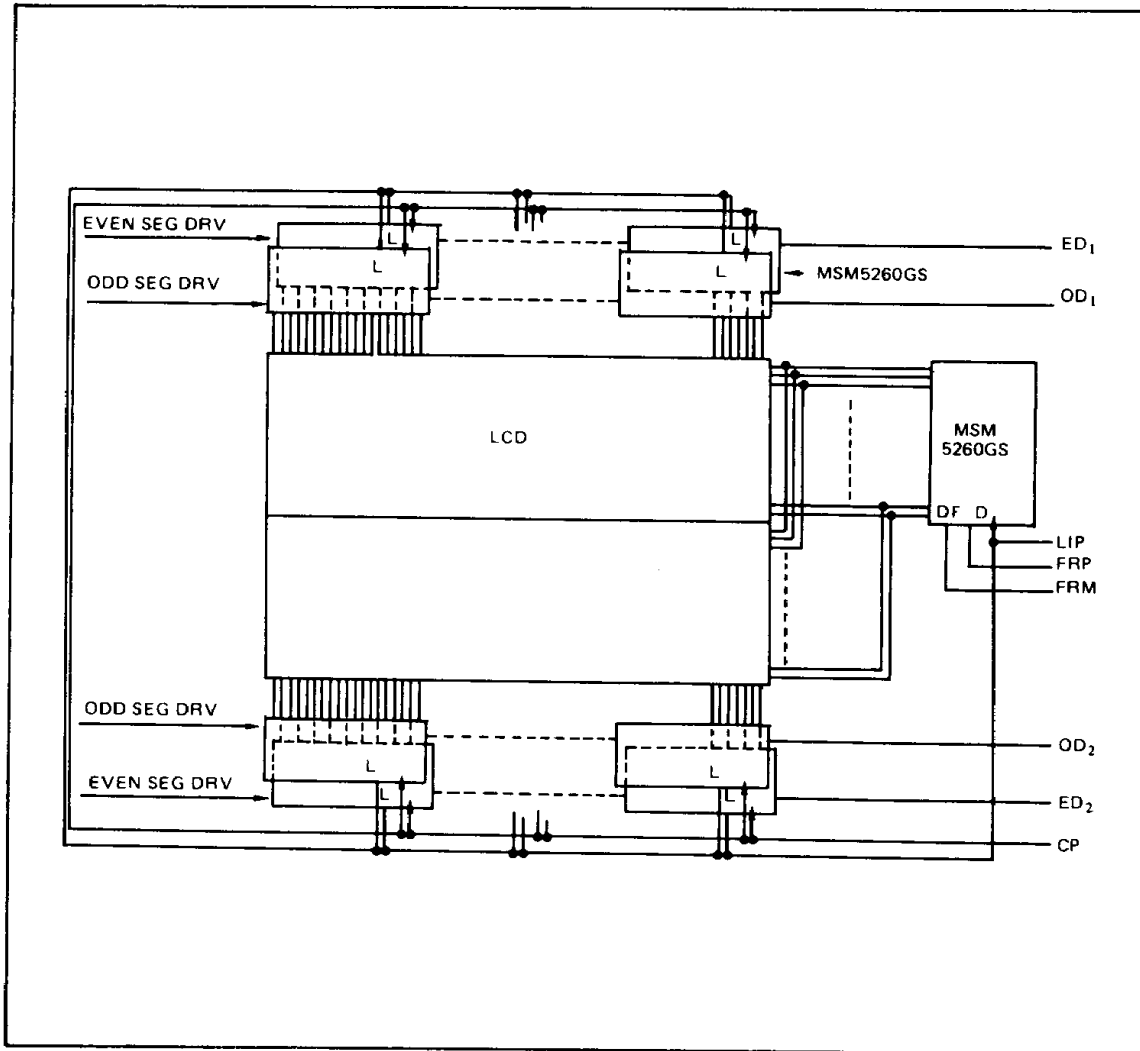 EVEN SEG DRV
L
L
ED₁
L
L
MSM5260GS
ODD SEG DRV
OD₁
LCD
MSM
5260GS
DF D
LIP
FRP
FRM
ODD SEG DRV
OD₂
L
L
EVEN SEG DRV
L
L
ED₂
CP